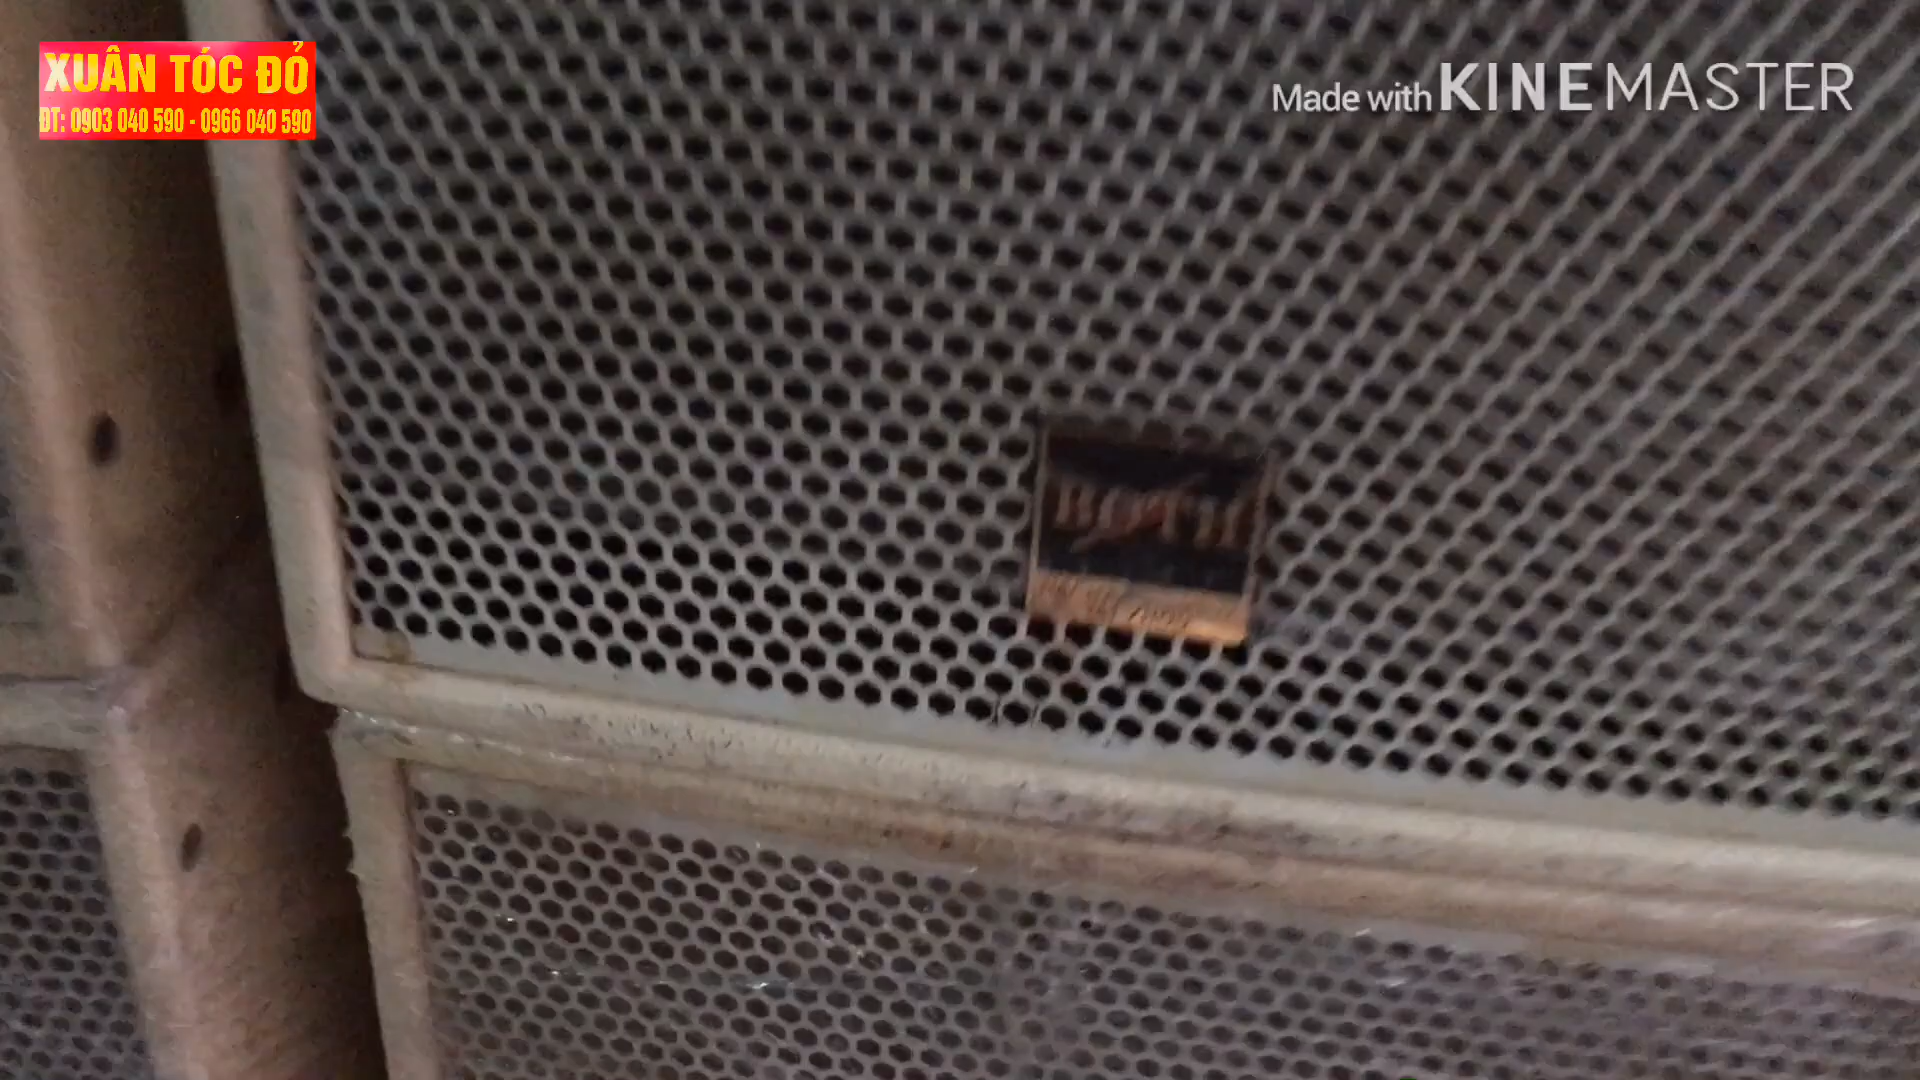 XUÂN TÓC ĐỎ
ĐT: 0903 040 590 - 0966 040 590
Made with KINEMASTER